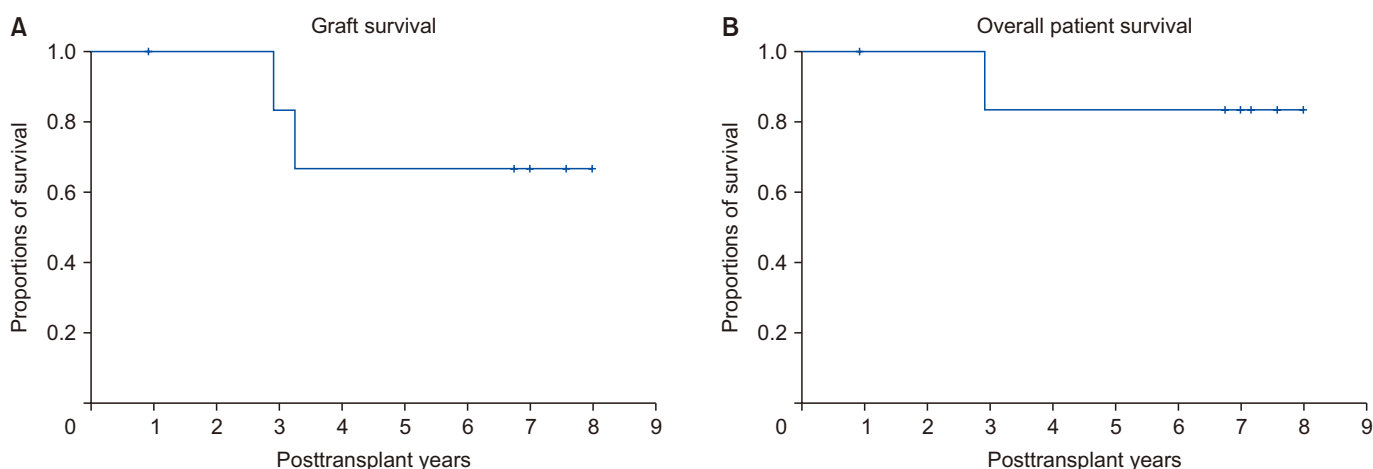 A
Graft survival
Proportions of survival
1.0
0.8
0.6
0.4
0.2
0
1 2 3 4 5 6 7 8 9
Posttransplant years
B
Overall patient survival
Proportions of survival
1.0
0.8
0.6
0.4
0.2
0
1 2 3 4 5 6 7 8 9
Posttransplant years